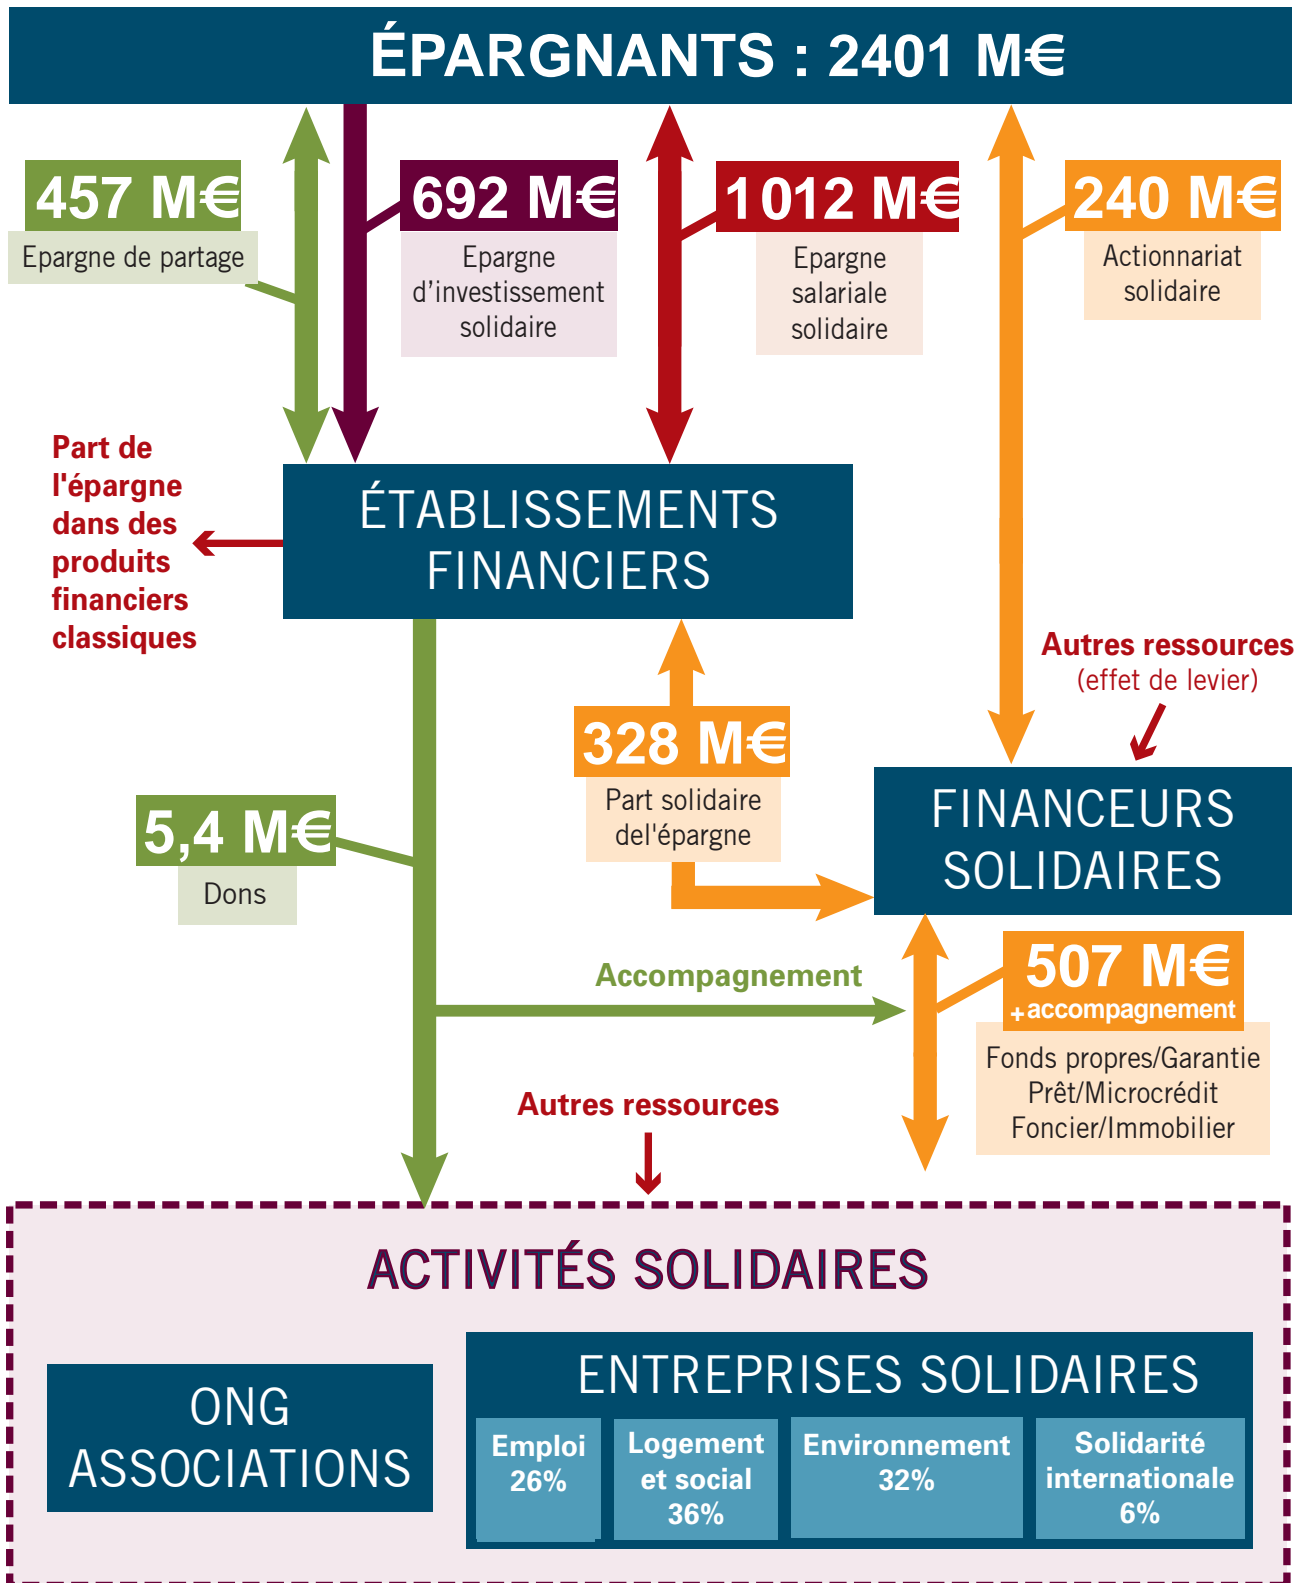 ÉPARGNANTS : 2401 M€
457 M€
Epargne de partage
692 M€
Epargne
d'investissement
solidaire
1 012 M€
Epargne
salariale
solidaire
240 M€
Actionnariat
solidaire
Part de
l'épargne
dans des
produits
financiers
classiques
ÉTABLISSEMENTS
FINANCIERS
Autres ressources
(effet de levier)
328 M€
Part solidaire
del'épargne
5,4 M€
Dons
FINANCEURS
SOLIDAIRES
Accompagnement
507 M€
+accompagnement
Fonds propres/Garantie
Prêt/Microcrédit
Foncier/Immobilier
Autres ressources
ACTIVITÉS SOLIDAIRES
ONG
ASSOCIATIONS
ENTREPRISES SOLIDAIRES
Emploi
26%
Logement
et social
36%
Environnement
32%
Solidarité
internationale
6%